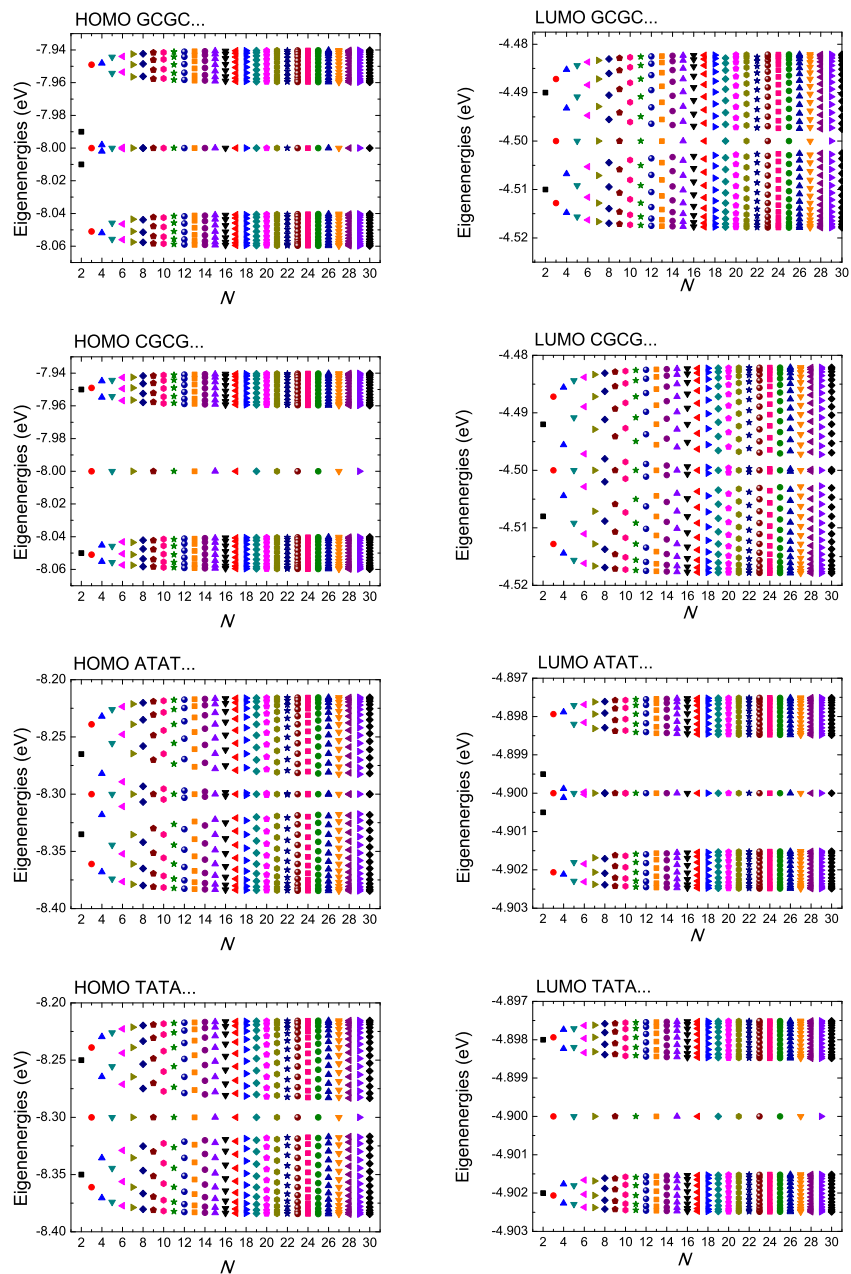 HOMO GCGC...
Eigenenergies (eV)
-7.94
-7.96
-7.98
-8.00
-8.02
-8.04
-8.06
2 4 6 8 10 12 14 16 18 20 22 24 26 28 30
N
LUMO GCGC...
Eigenenergies (eV)
-4.48
-4.49
-4.50
-4.51
-4.52
2 4 6 8 10 12 14 16 18 20 22 24 26 28 30
N
HOMO CGCG...
Eigenenergies (eV)
-7.94
-7.96
-7.98
-8.00
-8.02
-8.04
-8.06
2 4 6 8 10 12 14 16 18 20 22 24 26 28 30
N
LUMO CGCG...
Eigenenergies (eV)
-4.48
-4.49
-4.50
-4.51
-4.52
2 4 6 8 10 12 14 16 18 20 22 24 26 28 30
N
HOMO ATAT...
Eigenenergies (eV)
-8.20
-8.25
-8.30
-8.35
-8.40
2 4 6 8 10 12 14 16 18 20 22 24 26 28 30
N
LUMO ATAT...
Eigenenergies (eV)
-4.897
-4.898
-4.899
-4.900
-4.901
-4.902
-4.903
2 4 6 8 10 12 14 16 18 20 22 24 26 28 30
N
HOMO TATA...
Eigenenergies (eV)
-8.20
-8.25
-8.30
-8.35
-8.40
2 4 6 8 10 12 14 16 18 20 22 24 26 28 30
N
LUMO TATA...
Eigenenergies (eV)
-4.897
-4.898
-4.899
-4.900
-4.901
-4.902
-4.903
2 4 6 8 10 12 14 16 18 20 22 24 26 28 30
N